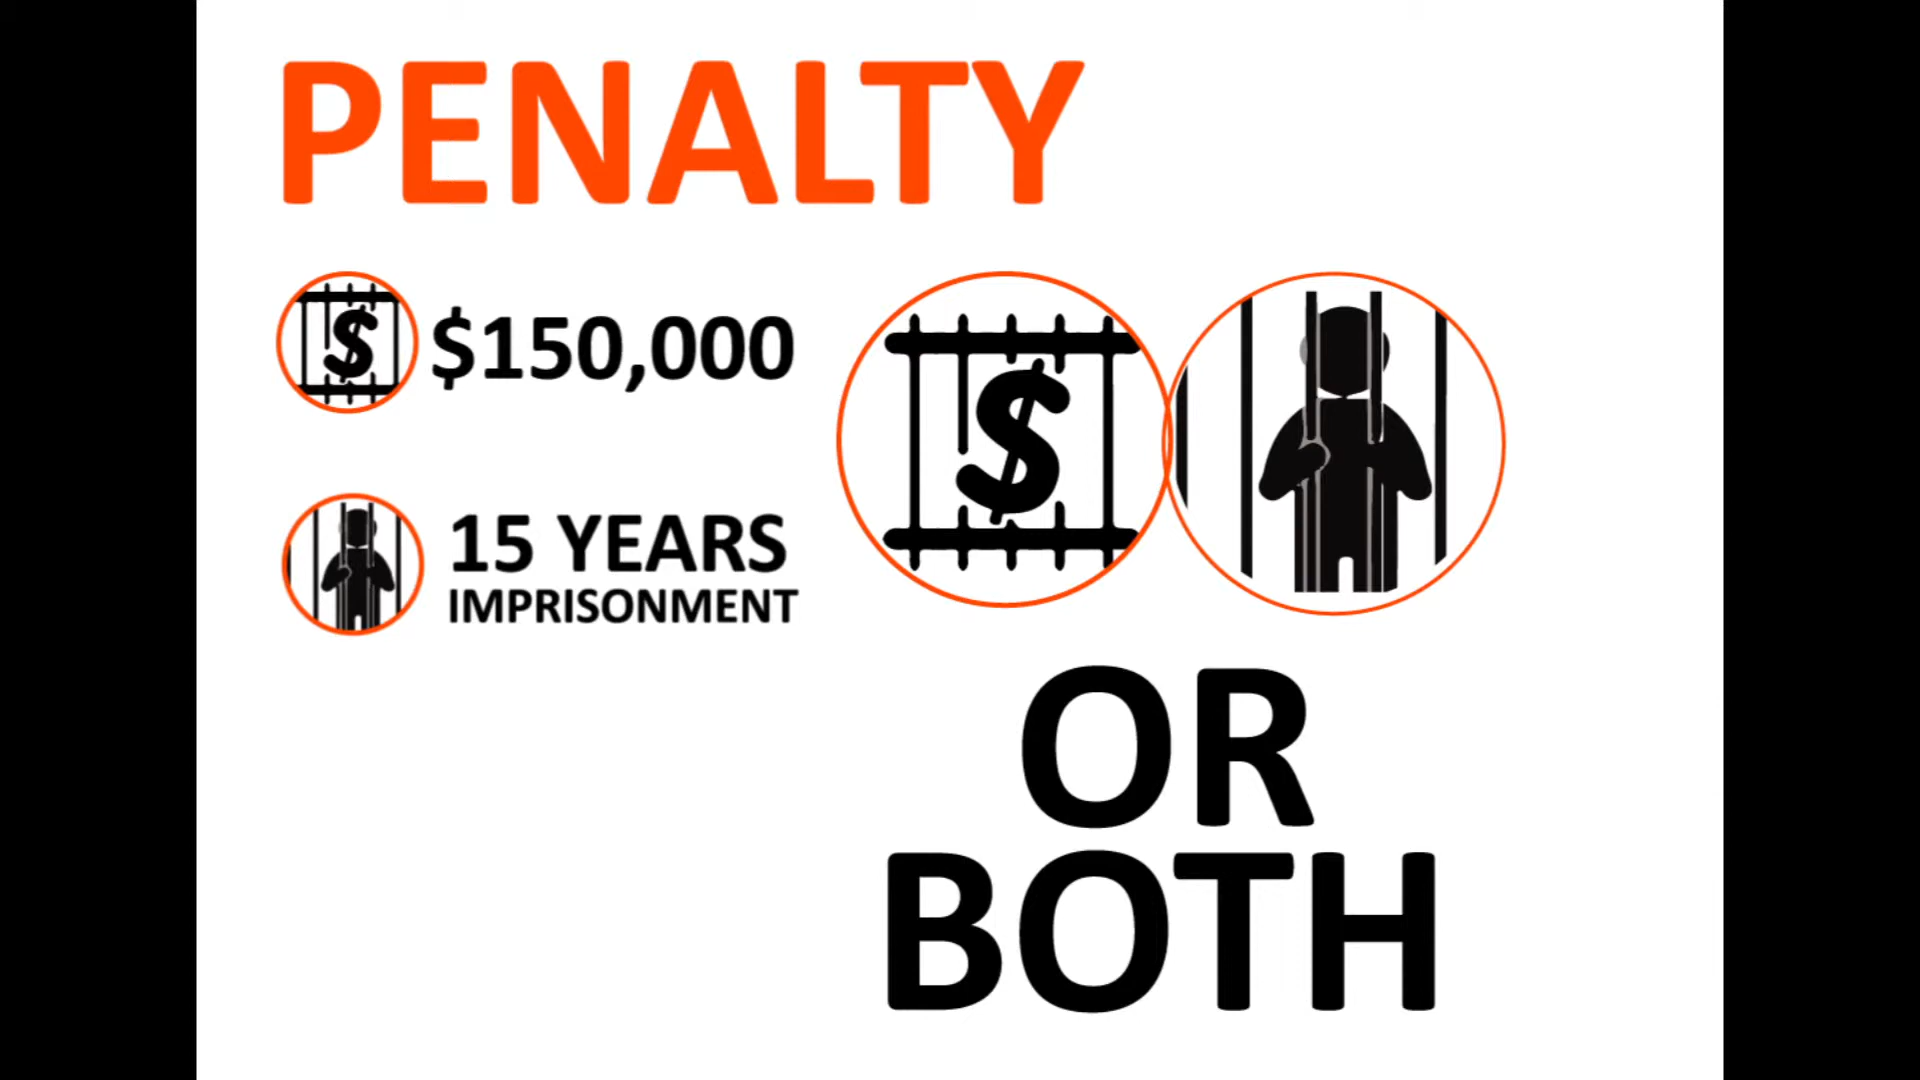 PENALTY
$150,000
15 YEARS
IMPRISONMENT
OR
BOTH